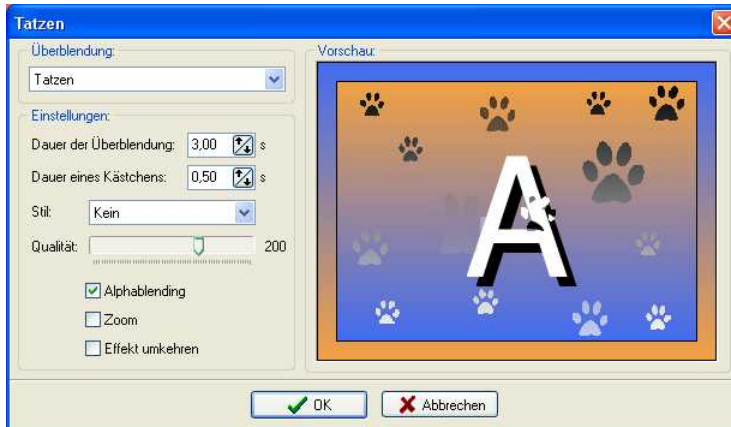 Tatzen
Überblendung:
Tatzen
Einstellungen:
Dauer der Überblendung: 3,00 s
Dauer eines Kästchens: 0,50 s
Stil: Kein
Qualität: 200
Alphablending
Zoom
Effekt umkehren
Vorschau:
A
OK Abbrechen